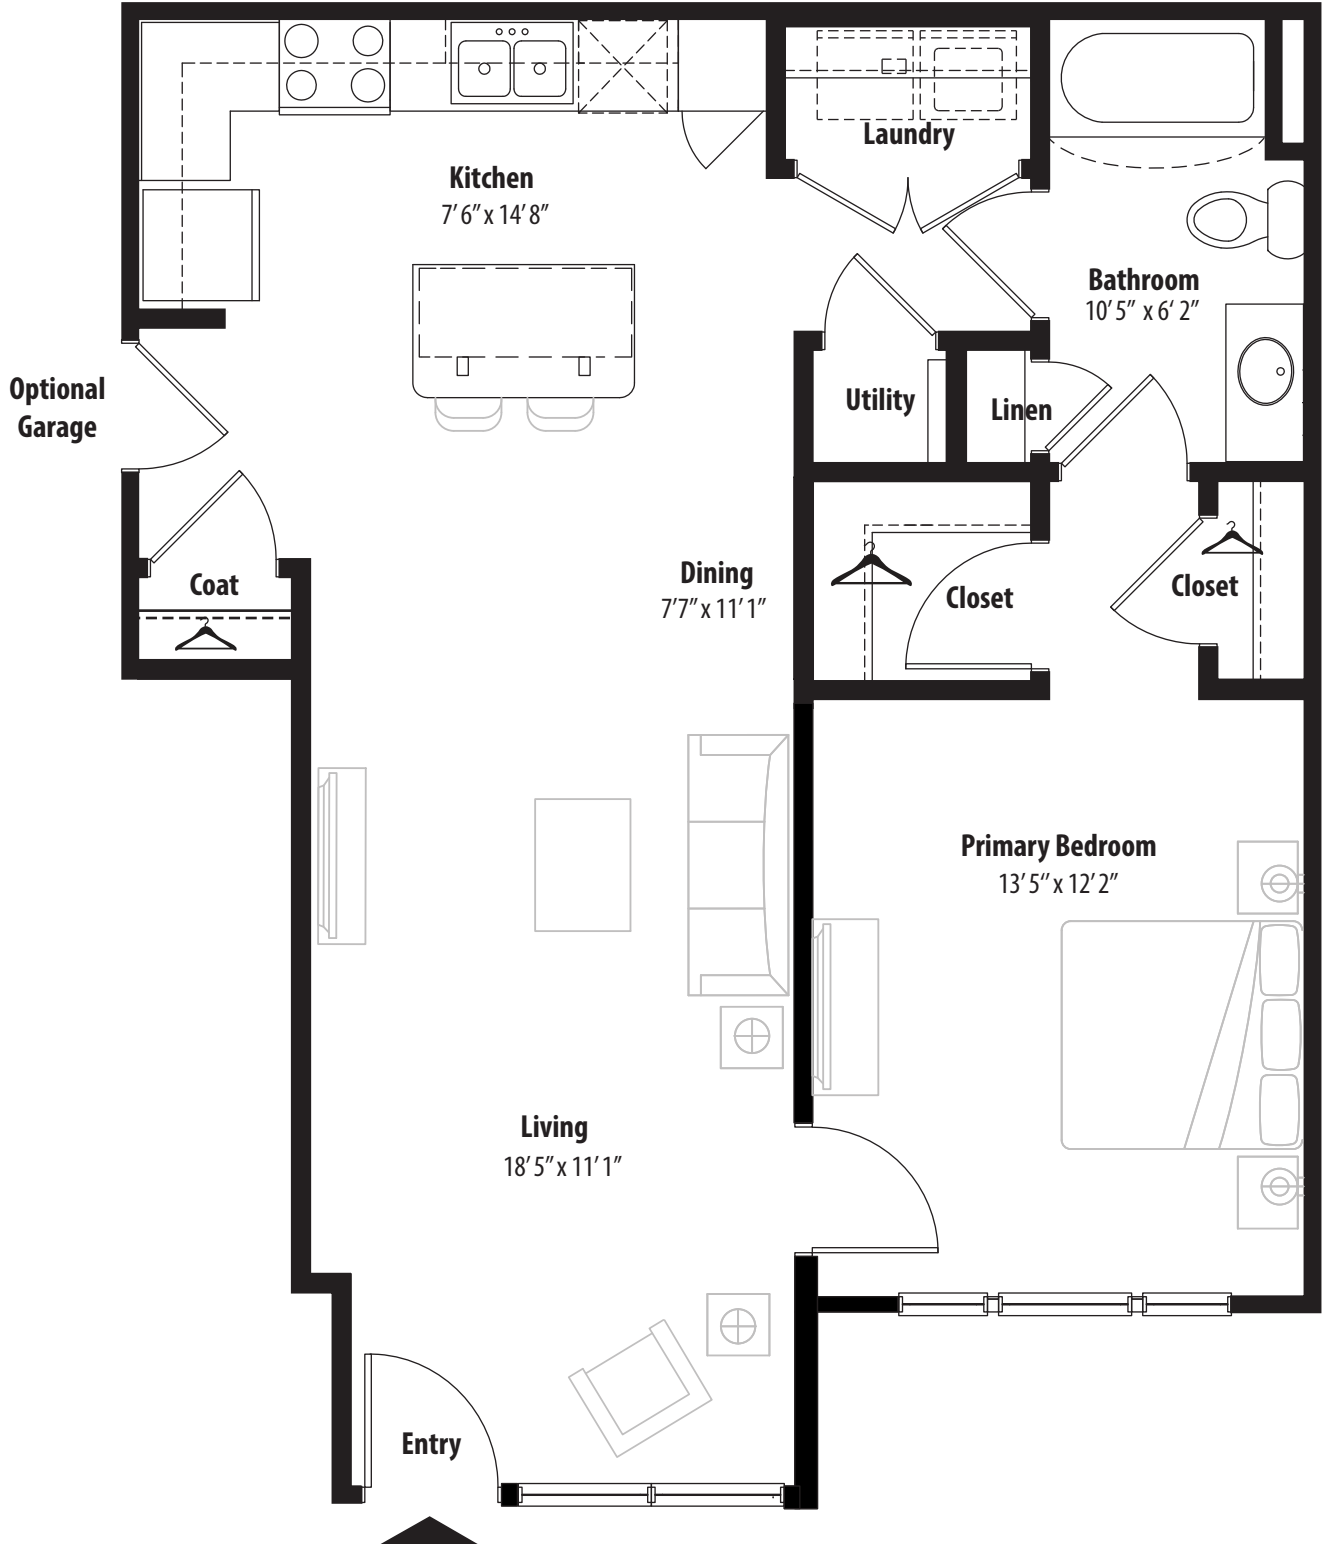 Laundry
Kitchen
7’ 6” x 14’ 8”
Bathroom
10’ 5” x 6‘ 2”
Optional
Garage
Utility
Linen
Coat
Dining
7’7” x 11’ 1”
Closet
Closet
Primary Bedroom
13’ 5‘’ x 12’ 2”
Living
18’ 5” x 11’ 1”
Entry